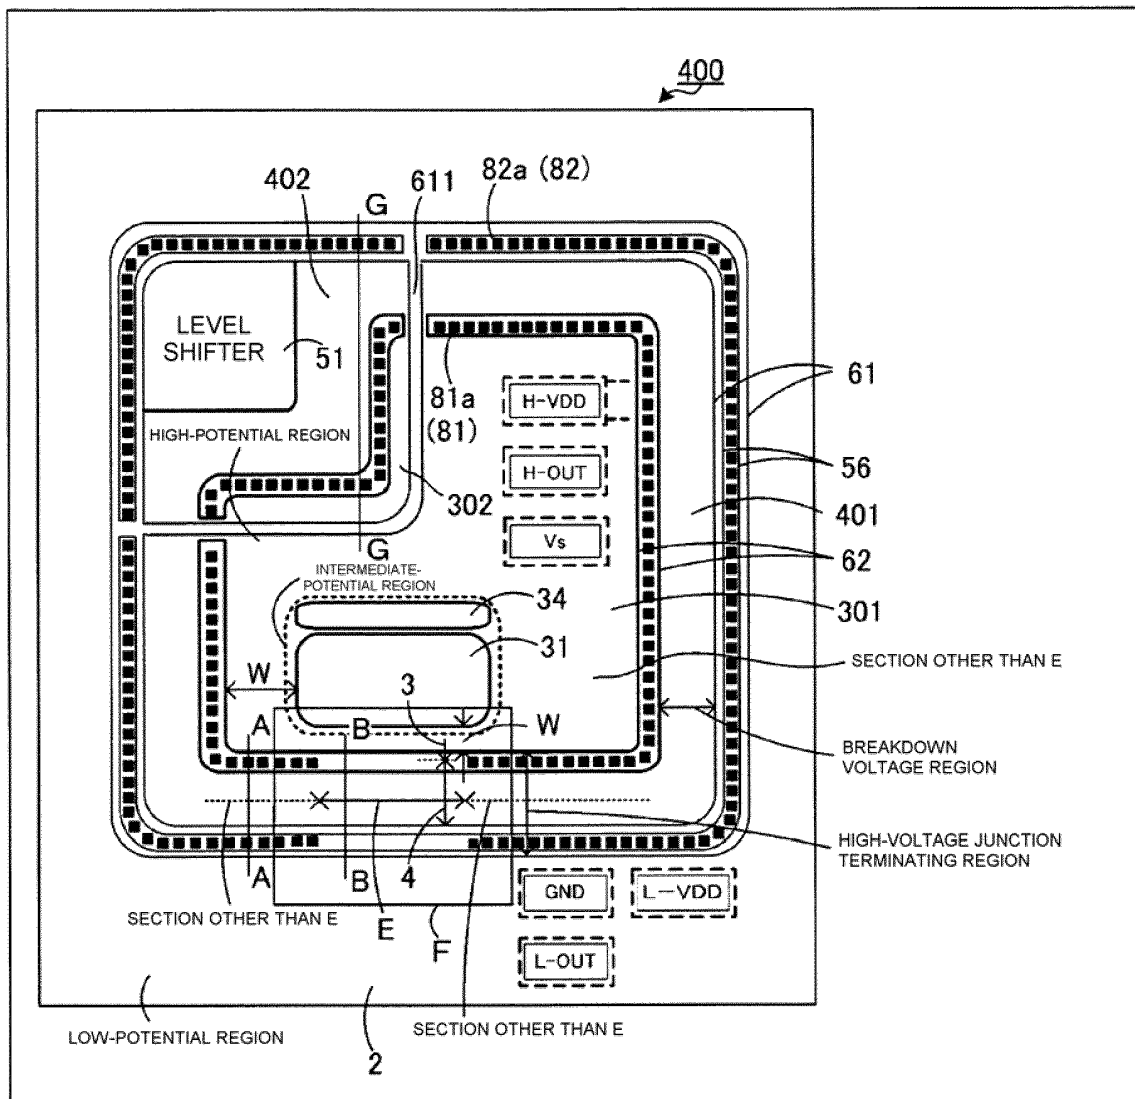 400
402
611
82a (82)
G
LEVEL
SHIFTER
51
81a
(81)
H-VDD
61
HIGH-POTENTIAL REGION
H-OUT
56
302
401
Vs
G
62
INTERMEDIATE-
POTENTIAL REGION
34
301
31
SECTION OTHER THAN E
W
3
A
B
W
BREAKDOWN
VOLTAGE REGION
HIGH-VOLTAGE JUNCTION
TERMINATING REGION
A
B
4
GND
L-VDD
SECTION OTHER THAN E
E
F
L-OUT
SECTION OTHER THAN E
LOW-POTENTIAL REGION
2